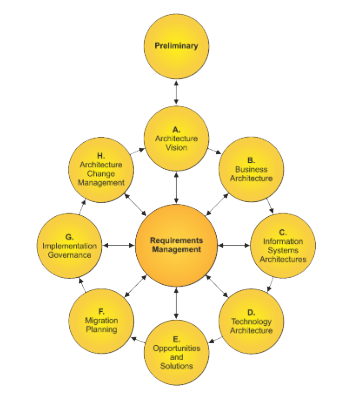 Preliminary
A.
Architecture
Vision
H.
Architecture
Change
Management
B.
Business
Architecture
G.
Implementation
Governance
Requirements
Management
C.
Information
Systems
Architectures
F.
Migration
Planning
D.
Technology
Architecture
E.
Opportunities
and
Solutions